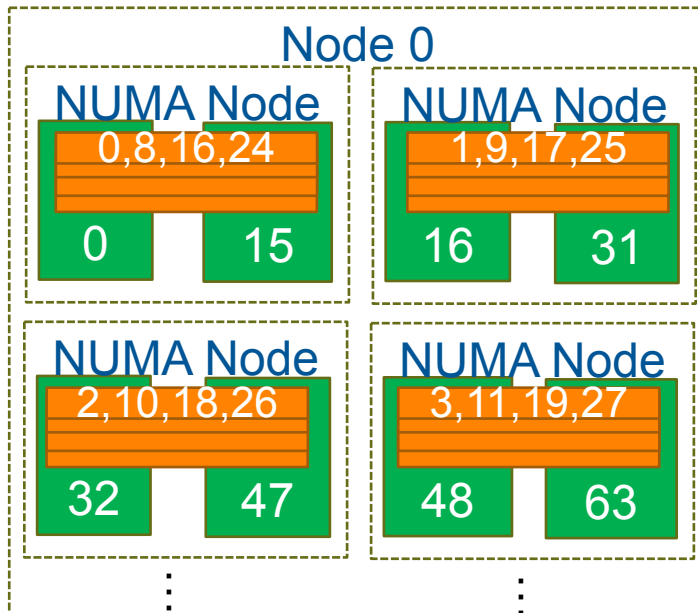 Node 0
NUMA Node
0,8,16,24
0 15
NUMA Node
1,9,17,25
16 31
NUMA Node
2,10,18,26
32 47
NUMA Node
3,11,19,27
48 63
⋮ ⋮